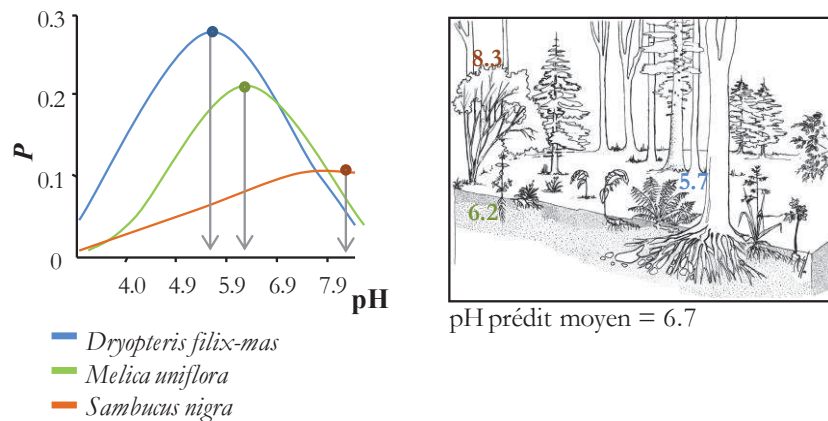 0.3
0.2
0.1
0
P
4.0 4.9 5.9 6.9 7.9 pH
Dryopteris filix-mas
Melica uniflora
Sambucus nigra
8.3
5.7
6.2
pH prédit moyen = 6.7